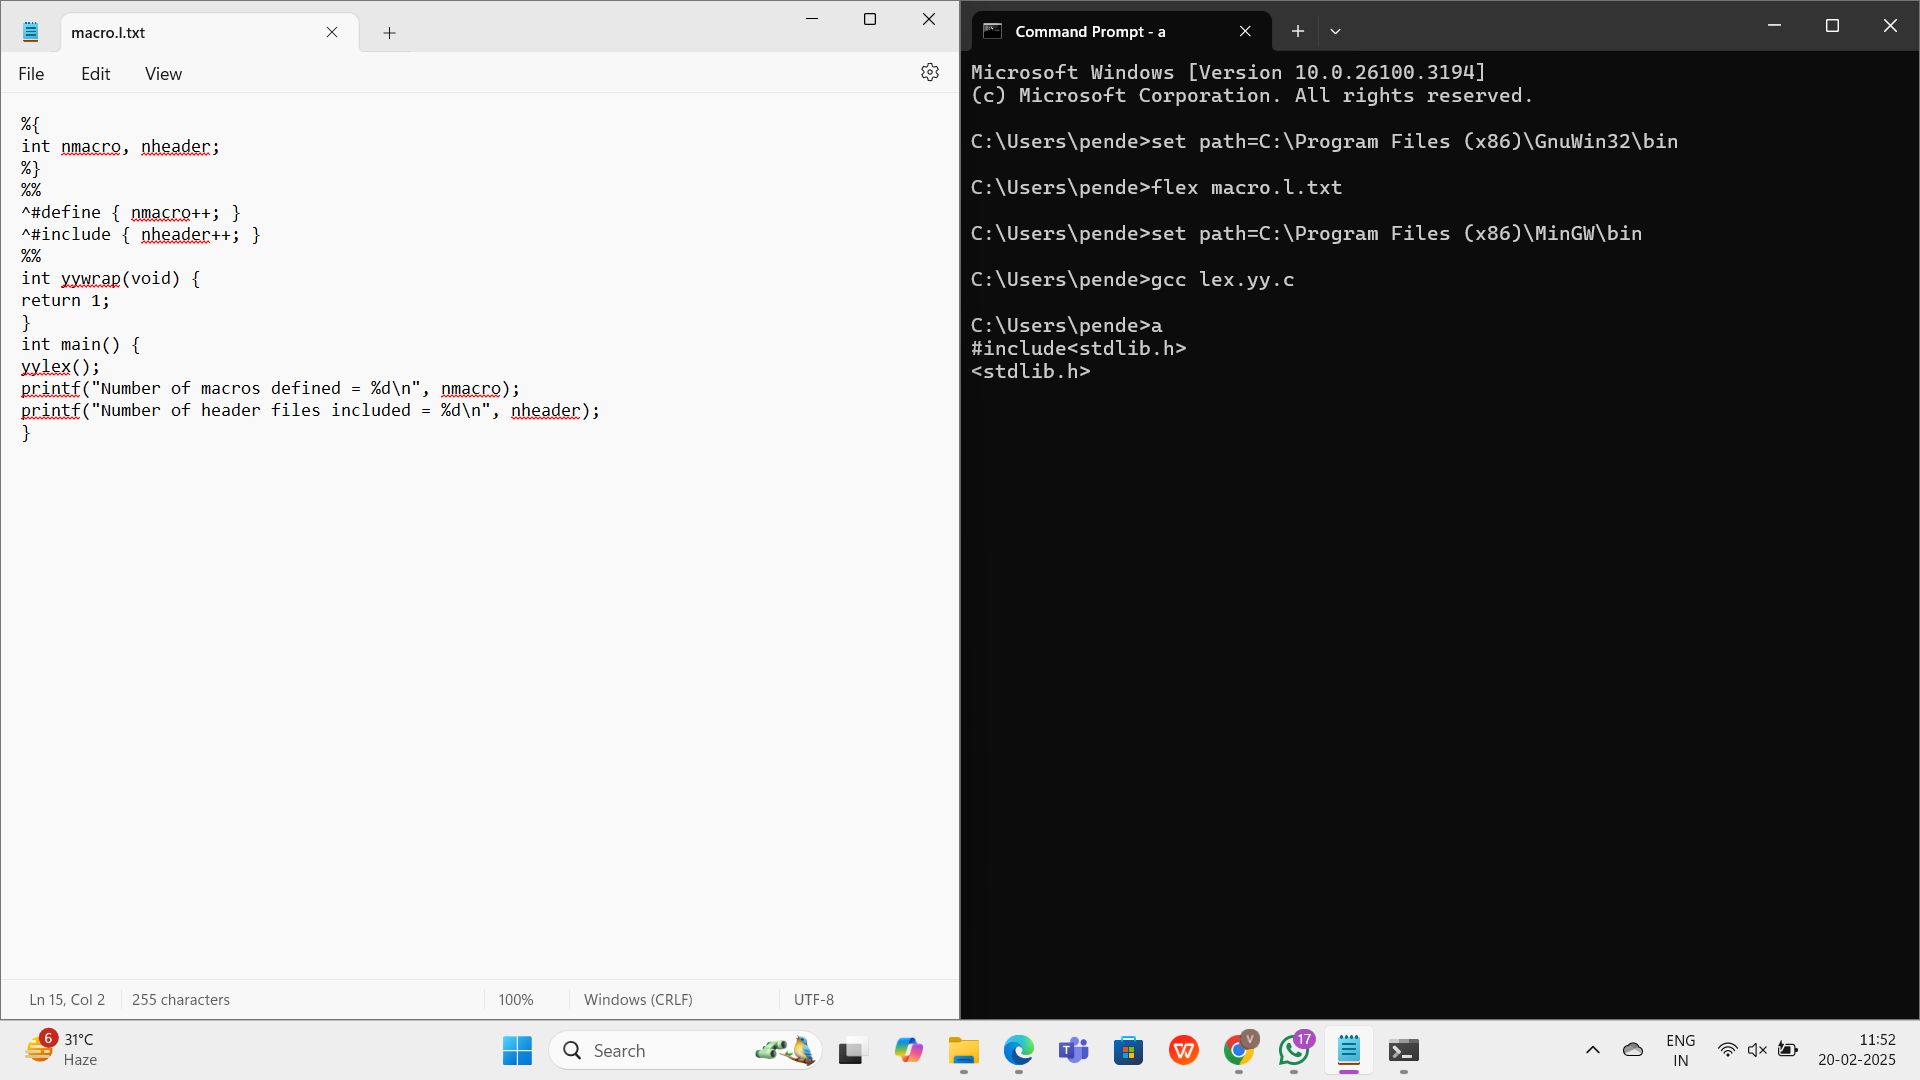 macro.l.txt
File Edit View
%{
int nmacro, nheader;
%}
%%
^#define { nmacro++; }
^#include { nheader++; }
%%
int yywrap(void) {
return 1;
}
int main() {
yylex();
printf("Number of macros defined = %d\n", nmacro);
printf("Number of header files included = %d\n", nheader);
}
Ln 15, Col 2 255 characters 100% Windows (CRLF) UTF-8
Command Prompt - a
Microsoft Windows [Version 10.0.26100.3194]
(c) Microsoft Corporation. All rights reserved.
C:\Users\pende>set path=C:\Program Files (x86)\GnuWin32\bin
C:\Users\pende>flex macro.l.txt
C:\Users\pende>set path=C:\Program Files (x86)\MinGW\bin
C:\Users\pende>gcc lex.yy.c
C:\Users\pende>a
#include<stdlib.h>
<stdlib.h>
6 31°C
Haze
Search
V
17
ENG
IN
11:52
20-02-2025